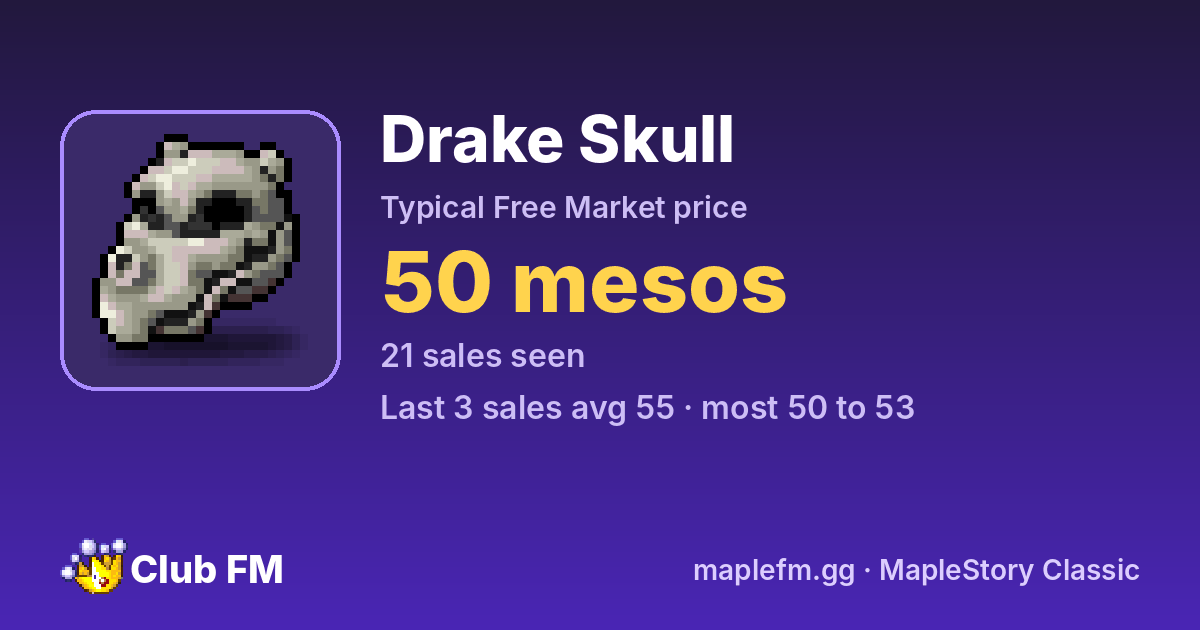 Drake Skull
Typical Free Market price
50 mesos
21 sales seen
Last 3 sales avg 55 · most 50 to 53
Club FM
maplefm.gg · MapleStory Classic